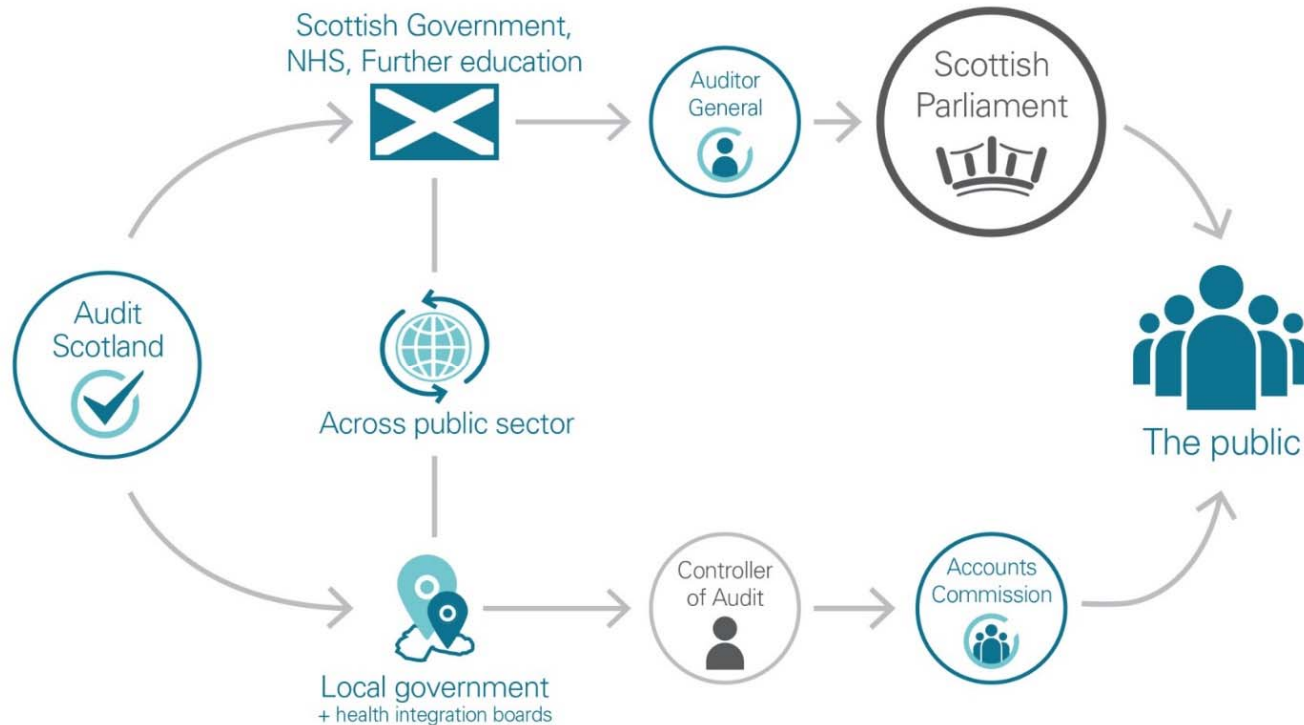 Scottish Government,
NHS, Further education
Auditor
General
Scottish
Parliament
Audit
Scotland
Across public sector
The public
Local government
+ health integration boards
Controller
of Audit
Accounts
Commission